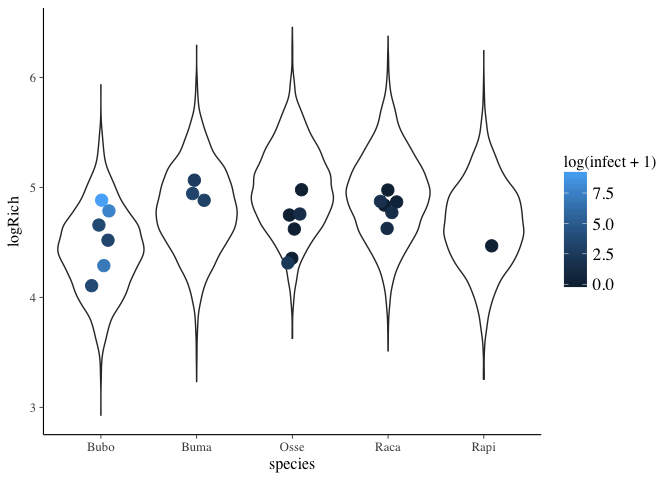 6
5
4
3
logRich
Bubo
Buma
Osse
Raca
Rapi
species
log(infect + 1)
7.5
5.0
2.5
0.0